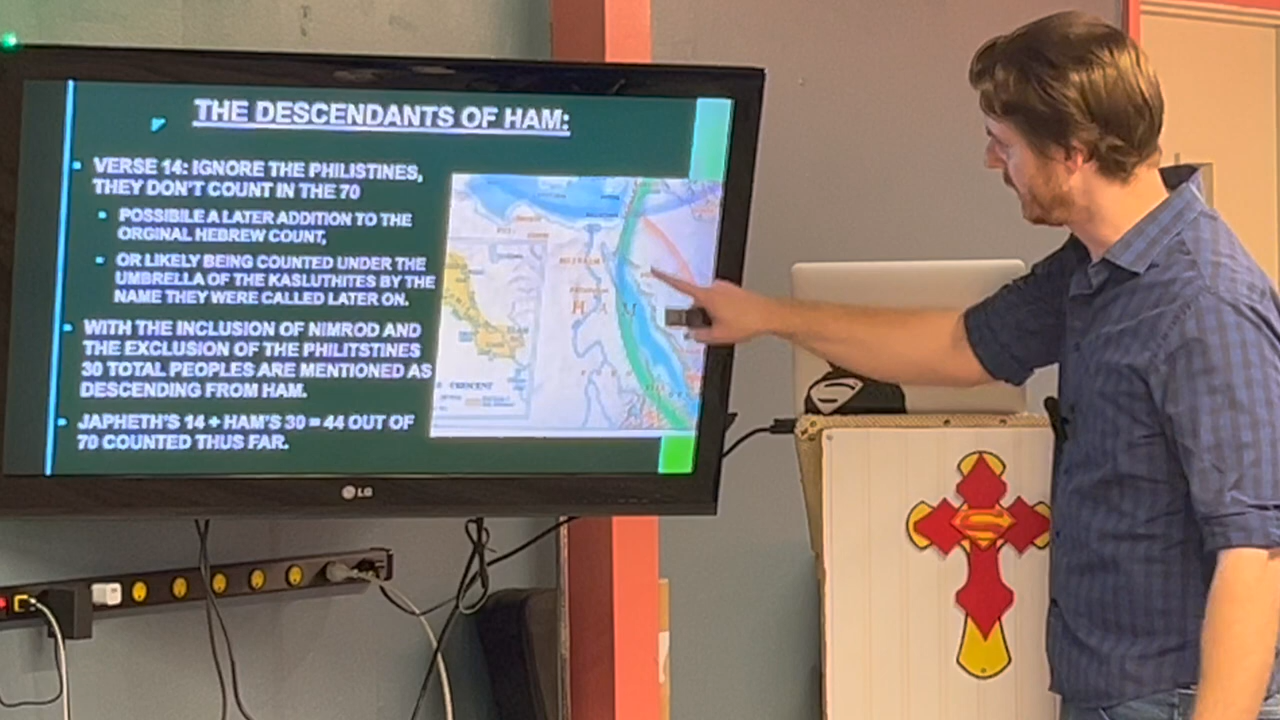 THE DESCENDANTS OF HAM:
VERSE 14: IGNORE THE PHILISTINES,
THEY DON'T COUNT IN THE 70
POSSIBILE A LATER ADDITION TO THE
ORGINAL HEBREW COUNT,
OR LIKELY BEING COUNTED UNDER THE
UMBRELLA OF THE KASLUTHITES BY THE
NAME THEY WERE CALLED LATER ON.
WITH THE INCLUSION OF NIMROD AND
THE EXCLUSION OF THE PHILITSTINES
30 TOTAL PEOPLES ARE MENTIONED AS
DESCENDING FROM HAM.
JAPHETH'S 14 + HAM'S 30 = 44 OUT OF
70 COUNTED THUS FAR.
HAM
CRESCENT
LG
S